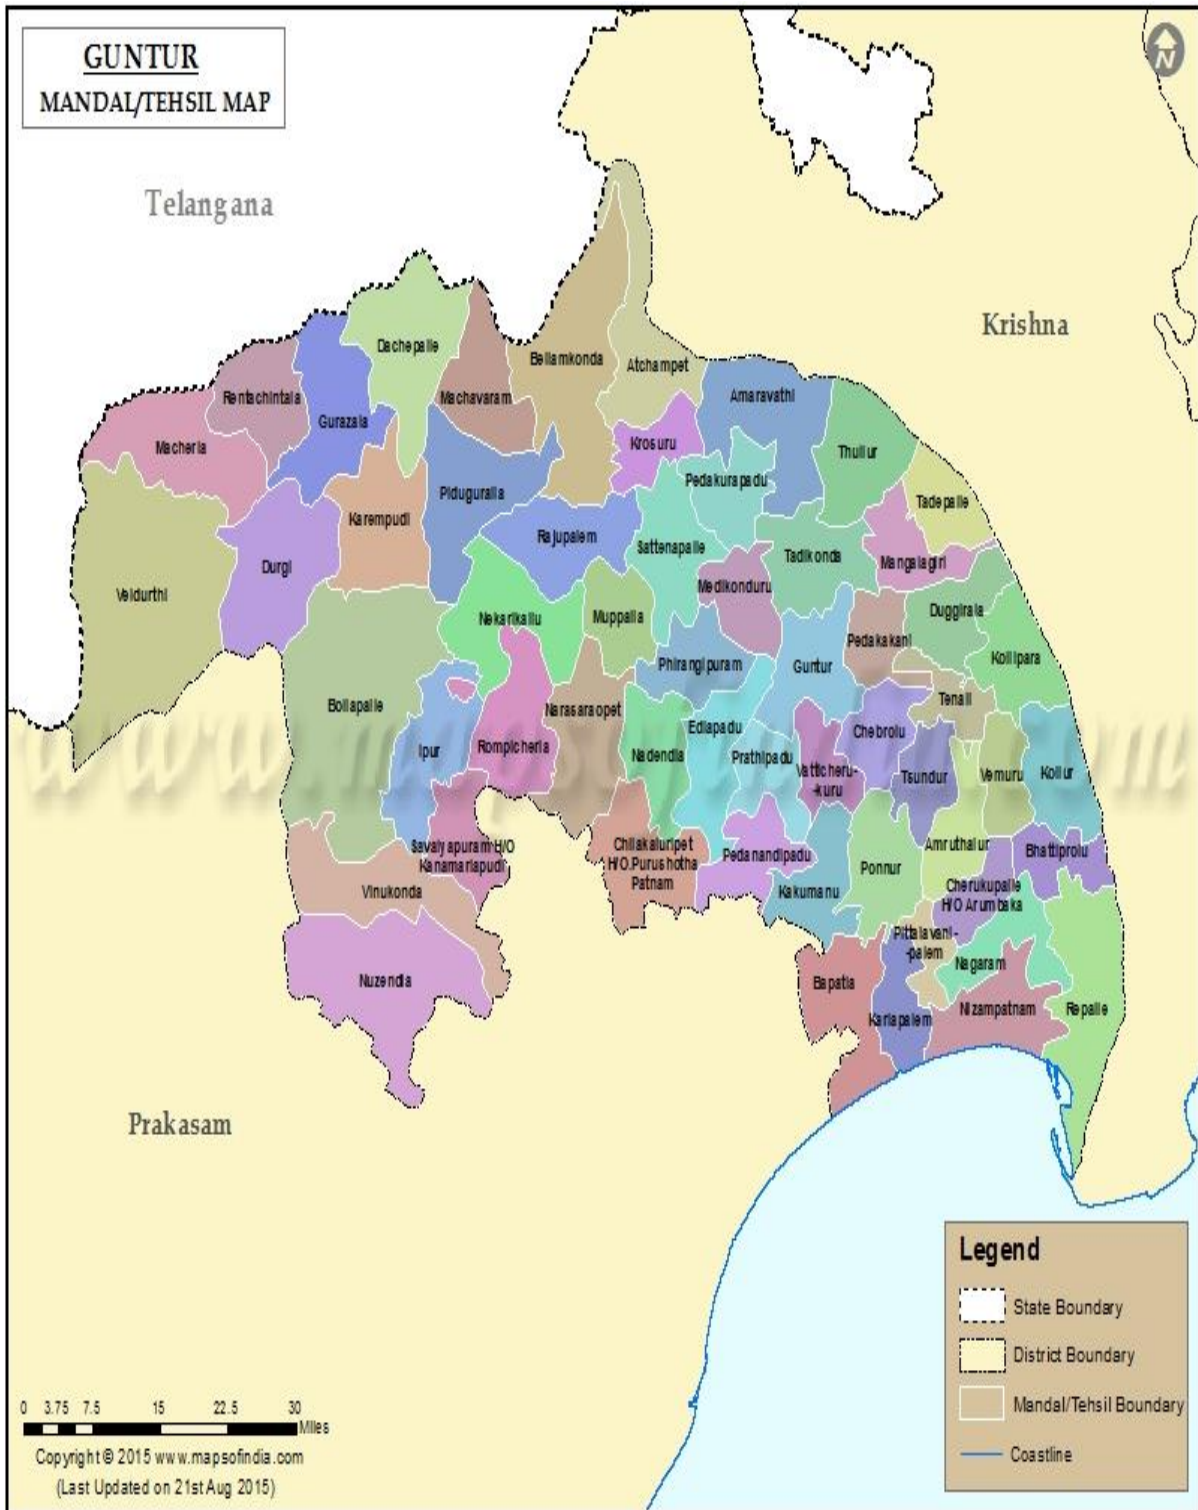 GUNTUR
MANDAL/TEHSIL MAP
N
Telangana
Krishna
Dachepalle
Bellamkonda
Atchampet
Rentachintala
Machavaram
Amaravathi
Gurazala
Macherla
Krosuru
Thullur
Pedakurapadu
Piduguralla
Tadepalle
Karempudi
Rajupalem
Sattenapalle
Tadikonda
Mangalagiri
Durgi
Veldurthi
Medikonduru
Duggirala
Nekarikallu
Muppalla
Pedakakani
Kollipara
Phirangipuram
Guntur
Bollapalle
Narasaraopet
Tenali
Edlapadu
Chebrolu
Ipur
Rompicherla
Nadendla
Prathipadu
Vatticheru-
-kuru
Tsundur
Vemuru
Kollur
www.mapsofindia.com
Savalyapuram H/O
Kanamarlapudi
Chilakaluripet
H/O.Purushotha
Patnam
Pedanandipadu
Amruthalur
Bhattiprolu
Ponnur
Vinukonda
Kakumanu
Cherukupalle
H/O Arumbaka
Pittalavani-
-palem
Nagaram
Nuzendla
Bapatla
Karlapalem
Nizampatnam
Repalle
Prakasam
Legend
State Boundary
District Boundary
Mandal/Tehsil Boundary
Coastline
0 3.75 7.5 15 22.5 30
Miles
Copyright © 2015 www.mapsofindia.com
(Last Updated on 21st Aug 2015)